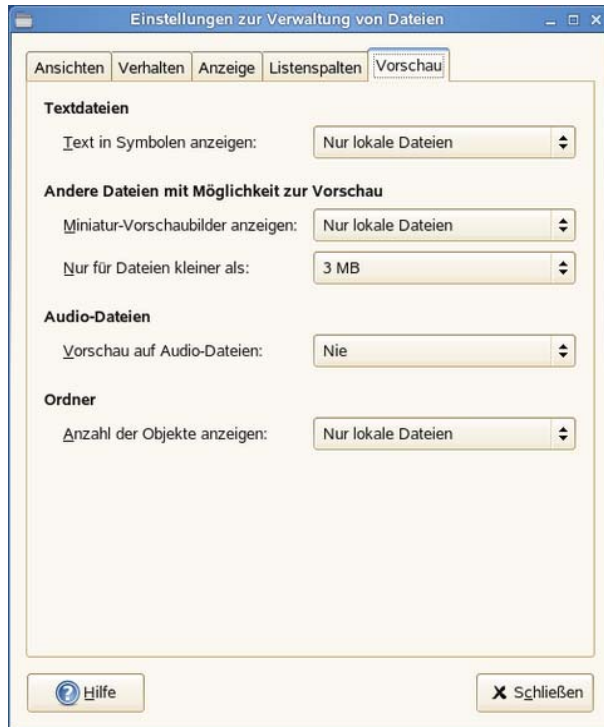 Einstellungen zur Verwaltung von Dateien
Ansichten Verhalten Anzeige Listenspalten Vorschau
Textdateien
Text in Symbolen anzeigen: Nur lokale Dateien
Andere Dateien mit Möglichkeit zur Vorschau
Miniatur-Vorschaubilder anzeigen: Nur lokale Dateien
Nur für Dateien kleiner als: 3 MB
Audio-Dateien
Vorschau auf Audio-Dateien: Nie
Ordner
Anzahl der Objekte anzeigen: Nur lokale Dateien
Hilfe Schließen